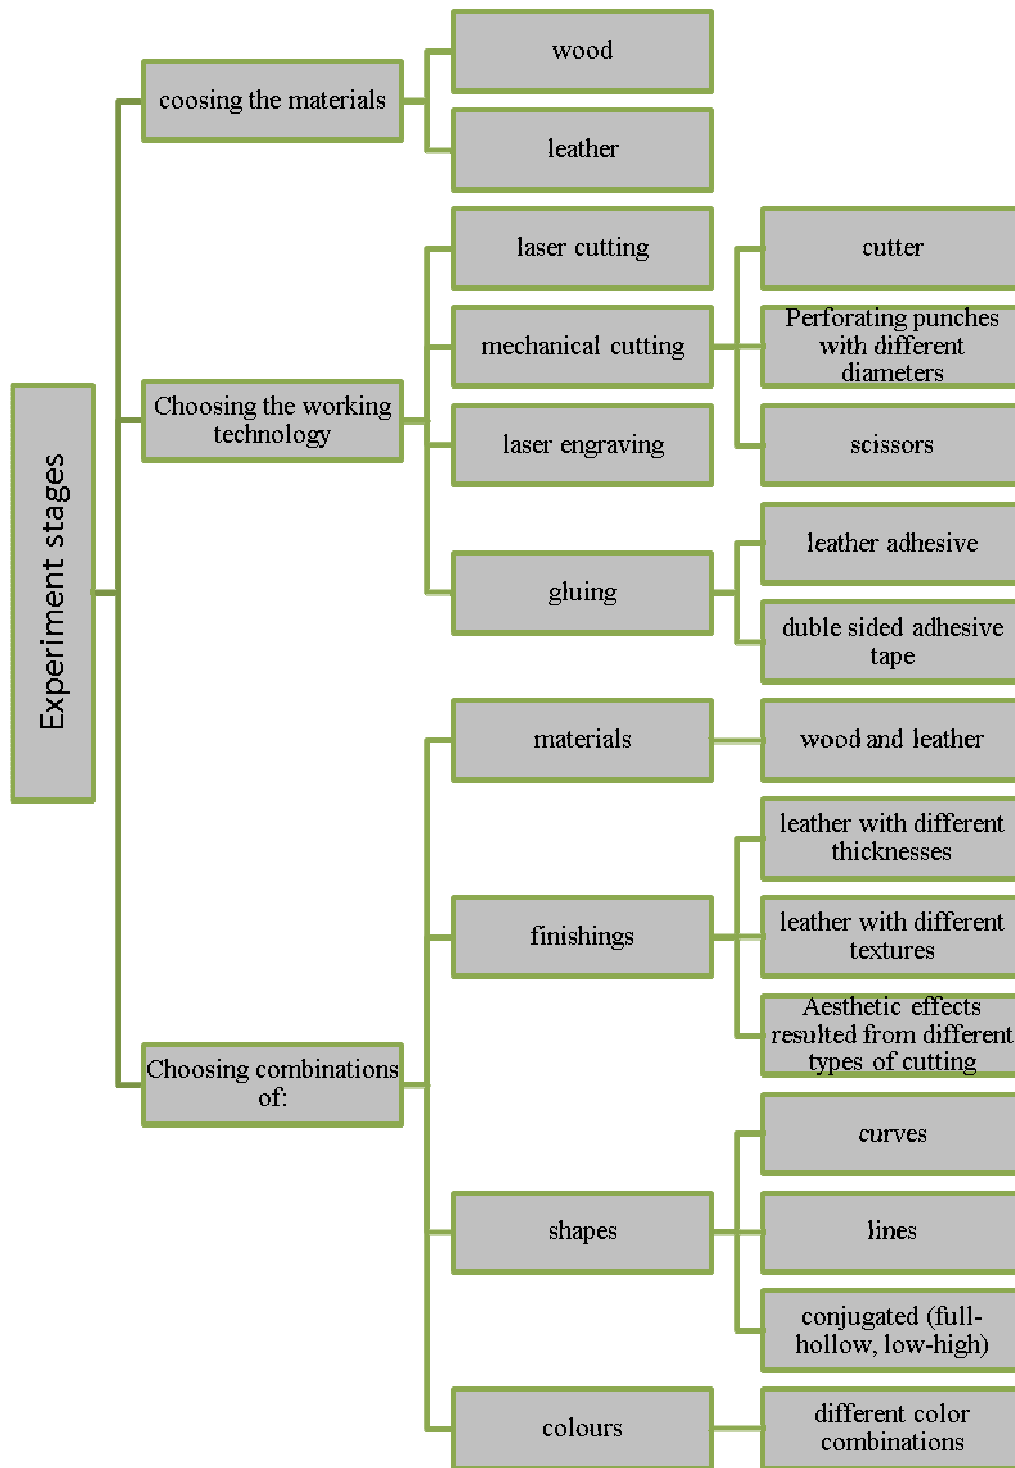 Experiment stages
coosing the materials
wood
leather
Choosing the working
technology
laser cutting
mechanical cutting
cutter
Perforating punches
with different
diameters
scissors
laser engraving
gluing
leather adhesive
duble sided adhesive
tape
Choosing combinations
of:
materials
wood and leather
finishings
leather with different
thicknesses
leather with different
textures
Aesthetic effects
resulted from different
types of cutting
shapes
curves
lines
conjugated (full-
hollow, low-high)
colours
different color
combinations